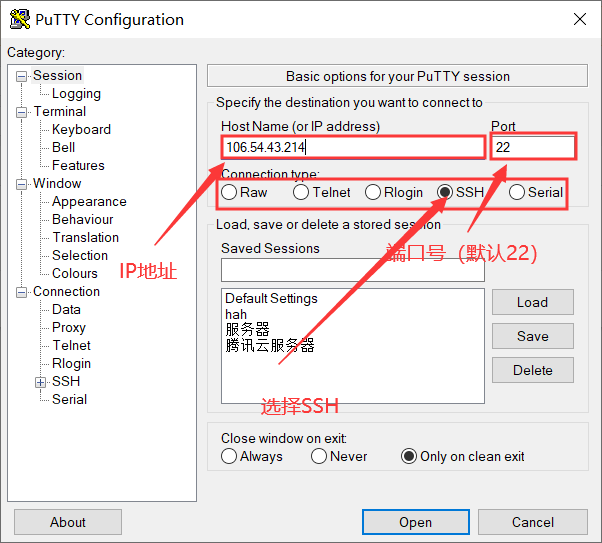 PuTTY Configuration
Category:
Session
Logging
Terminal
Keyboard
Bell
Features
Window
Appearance
Behaviour
Translation
Selection
Colours
Connection
Data
Proxy
Telnet
Rlogin
SSH
Serial
Basic options for your PuTTY session
Specify the destination you want to connect to
Host Name (or IP address) Port
106.54.43.214 22
Connection type:
Raw Telnet Rlogin SSH Serial
IP地址
端口号（默认22）
选择SSH
Load, save or delete a stored session
Saved Sessions
Default Settings
hah
服务器
腾讯云服务器
Load
Save
Delete
Close window on exit:
Always Never Only on clean exit
About Open Cancel